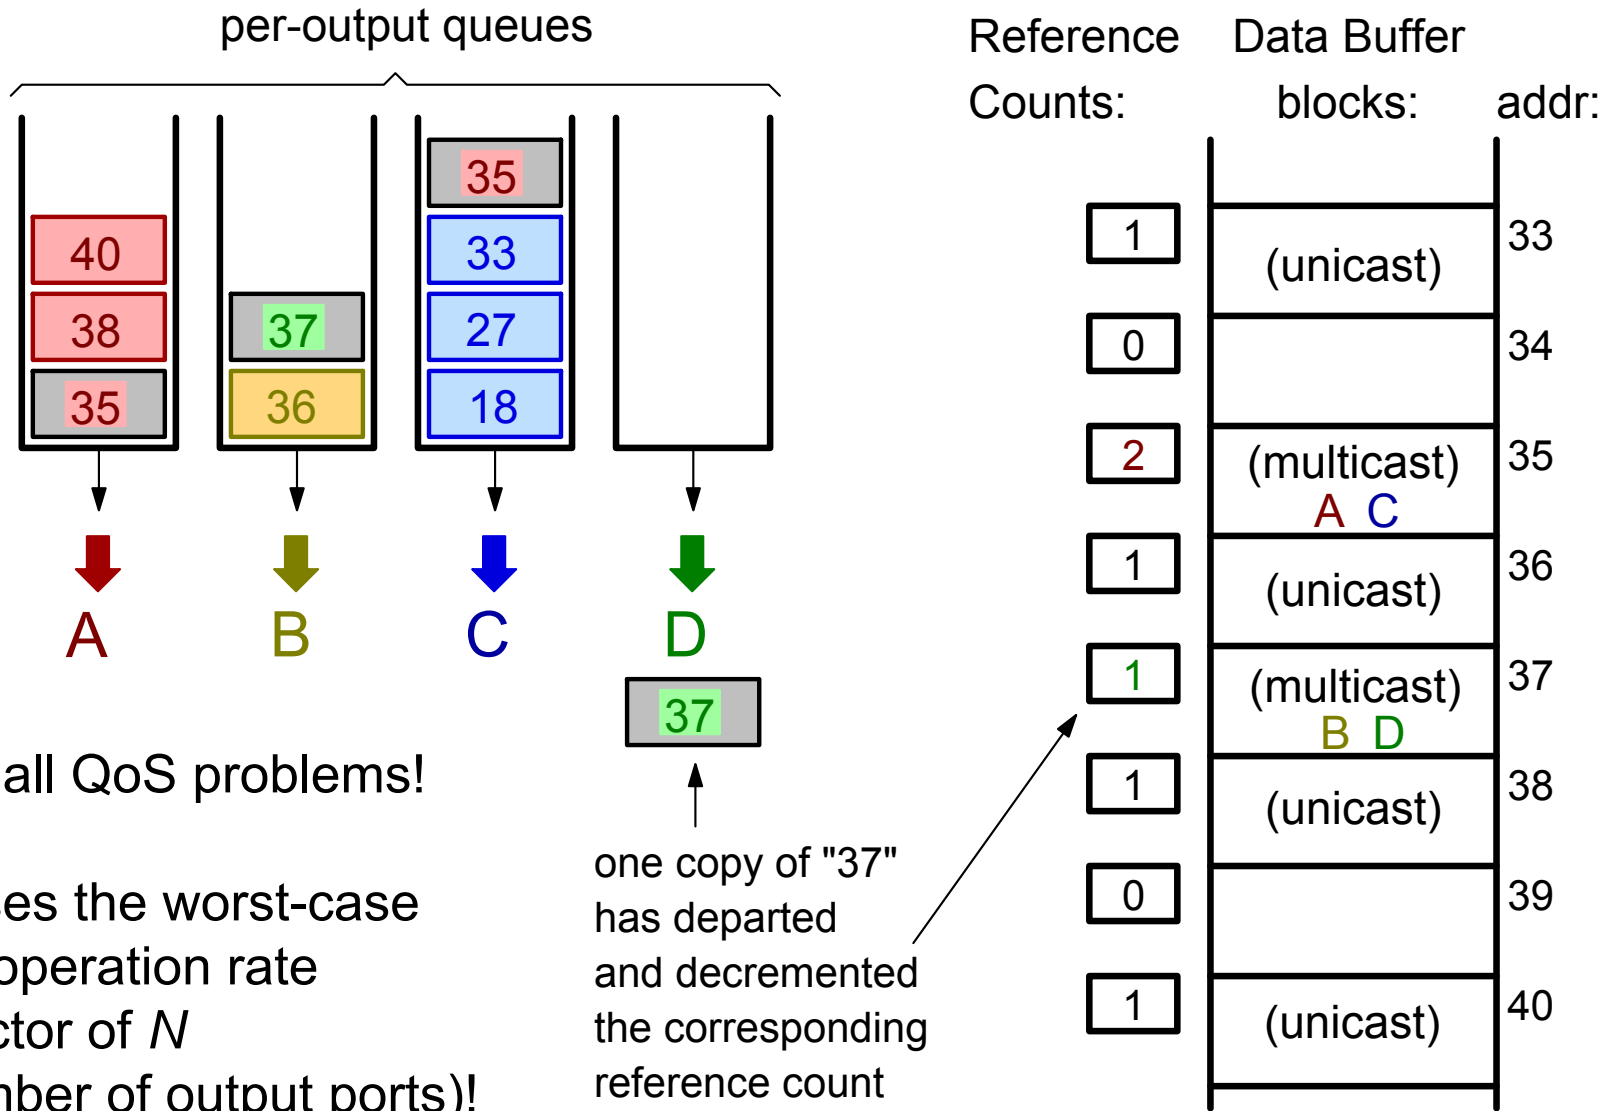 per-output queues
40
38
35
37
36
35
33
27
18
A B C D
37
all QoS problems!
the worst-case
operation rate
of N
of output ports)!
one copy of "37"
has departed
and decremented
the corresponding
reference count
Reference Data Buffer
Counts: blocks: addr:
1 (unicast) 33
0 34
2 (multicast) 35
A C
1 (unicast) 36
1 (multicast) 37
B D
1 (unicast) 38
0 39
1 (unicast) 40